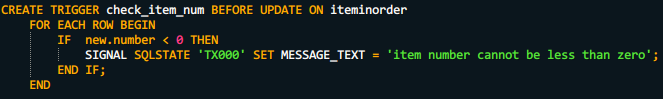 CREATE TRIGGER check_item_num BEFORE UPDATE ON iteminorder
FOR EACH ROW BEGIN
IF  new.number < 0 THEN
SIGNAL SQLSTATE 'TX000' SET MESSAGE_TEXT = 'item number cannot be less than zero';
END IF;
END